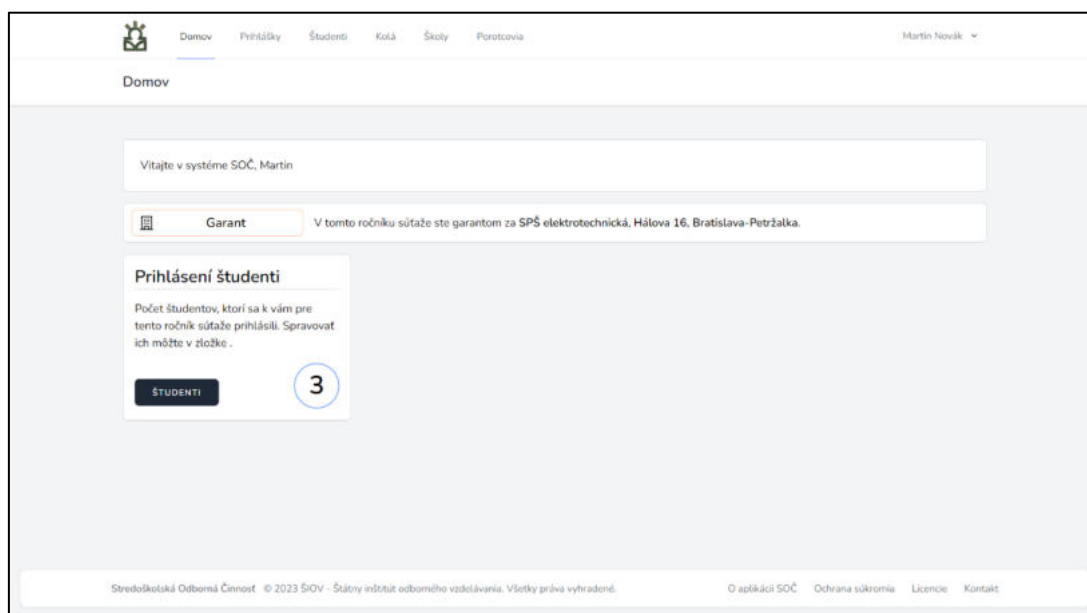 Domov Prihlášky Študenti Kolá Školy Porotcovia Martin Novák
Domov
Vitajte v systéme SOČ, Martin
Garant V tomto ročníku súťaže ste garantom za SPŠ elektrotechnická, Hálova 16, Bratislava-Petržalka.
Prihlásení študenti
Počet študentov, ktorí sa k vám pre
tento ročník súťaže prihlásili. Spravovať
ich môžte v zložke .
ŠTUDENTI 3
Stredoškolská Odborná Činnosť © 2023 ŠIOV - Štátny inštitút odborného vzdelávania. Všetky práva vyhradené. O aplikácii SOČ Ochrana súkromia Licencie Kontakt